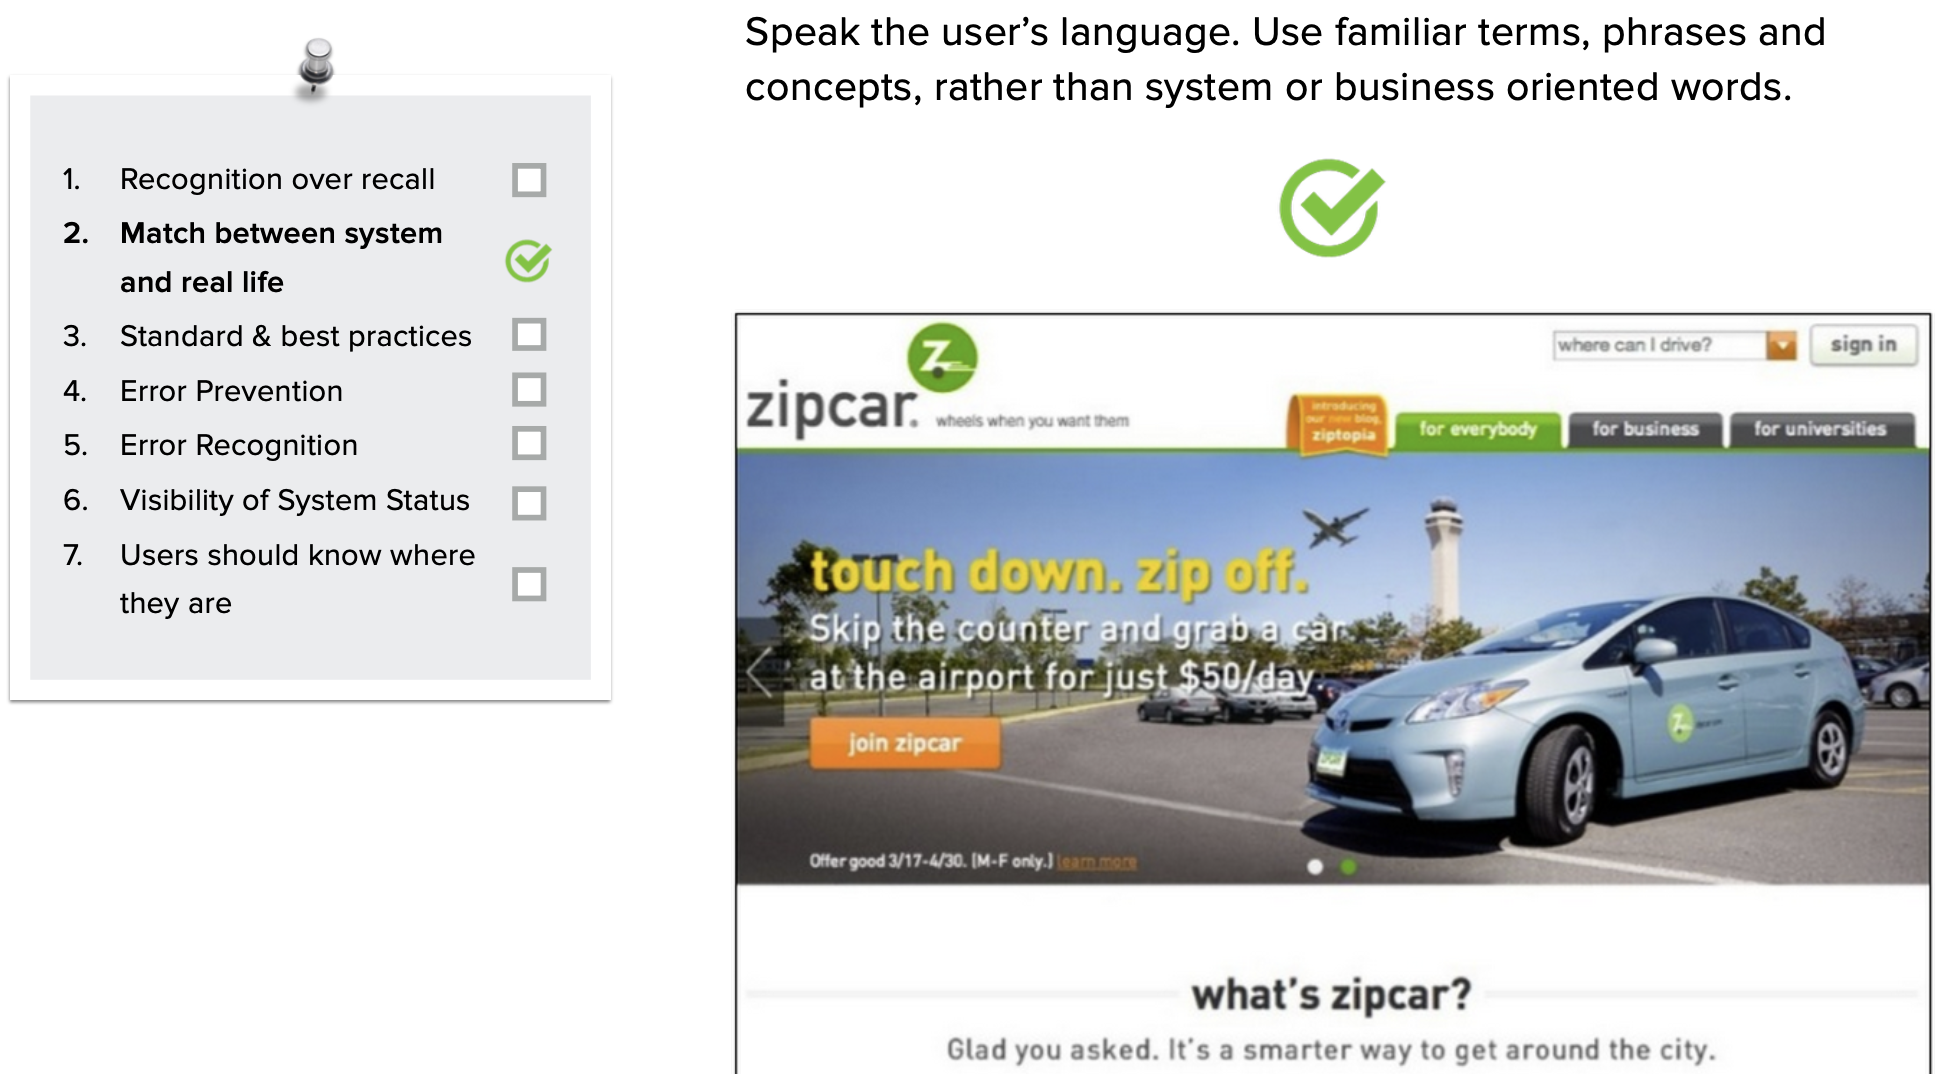 Speak the user’s language. Use familiar terms, phrases and
concepts, rather than system or business oriented words.
1. Recognition over recall
2. Match between system
and real life
3. Standard & best practices
4. Error Prevention
5. Error Recognition
6. Visibility of System Status
7. Users should know where
they are
zipcar.
wheels when you want them
where can I drive?
sign in
introducing
our new blog,
ziptopia
for everybody
for business
for universities
touch down. zip off.
Skip the counter and grab a car
at the airport for just $50/day.
join zipcar
Offer good 3/17-4/30. (M-F only.) learn more
what's zipcar?
Glad you asked. It's a smarter way to get around the city.